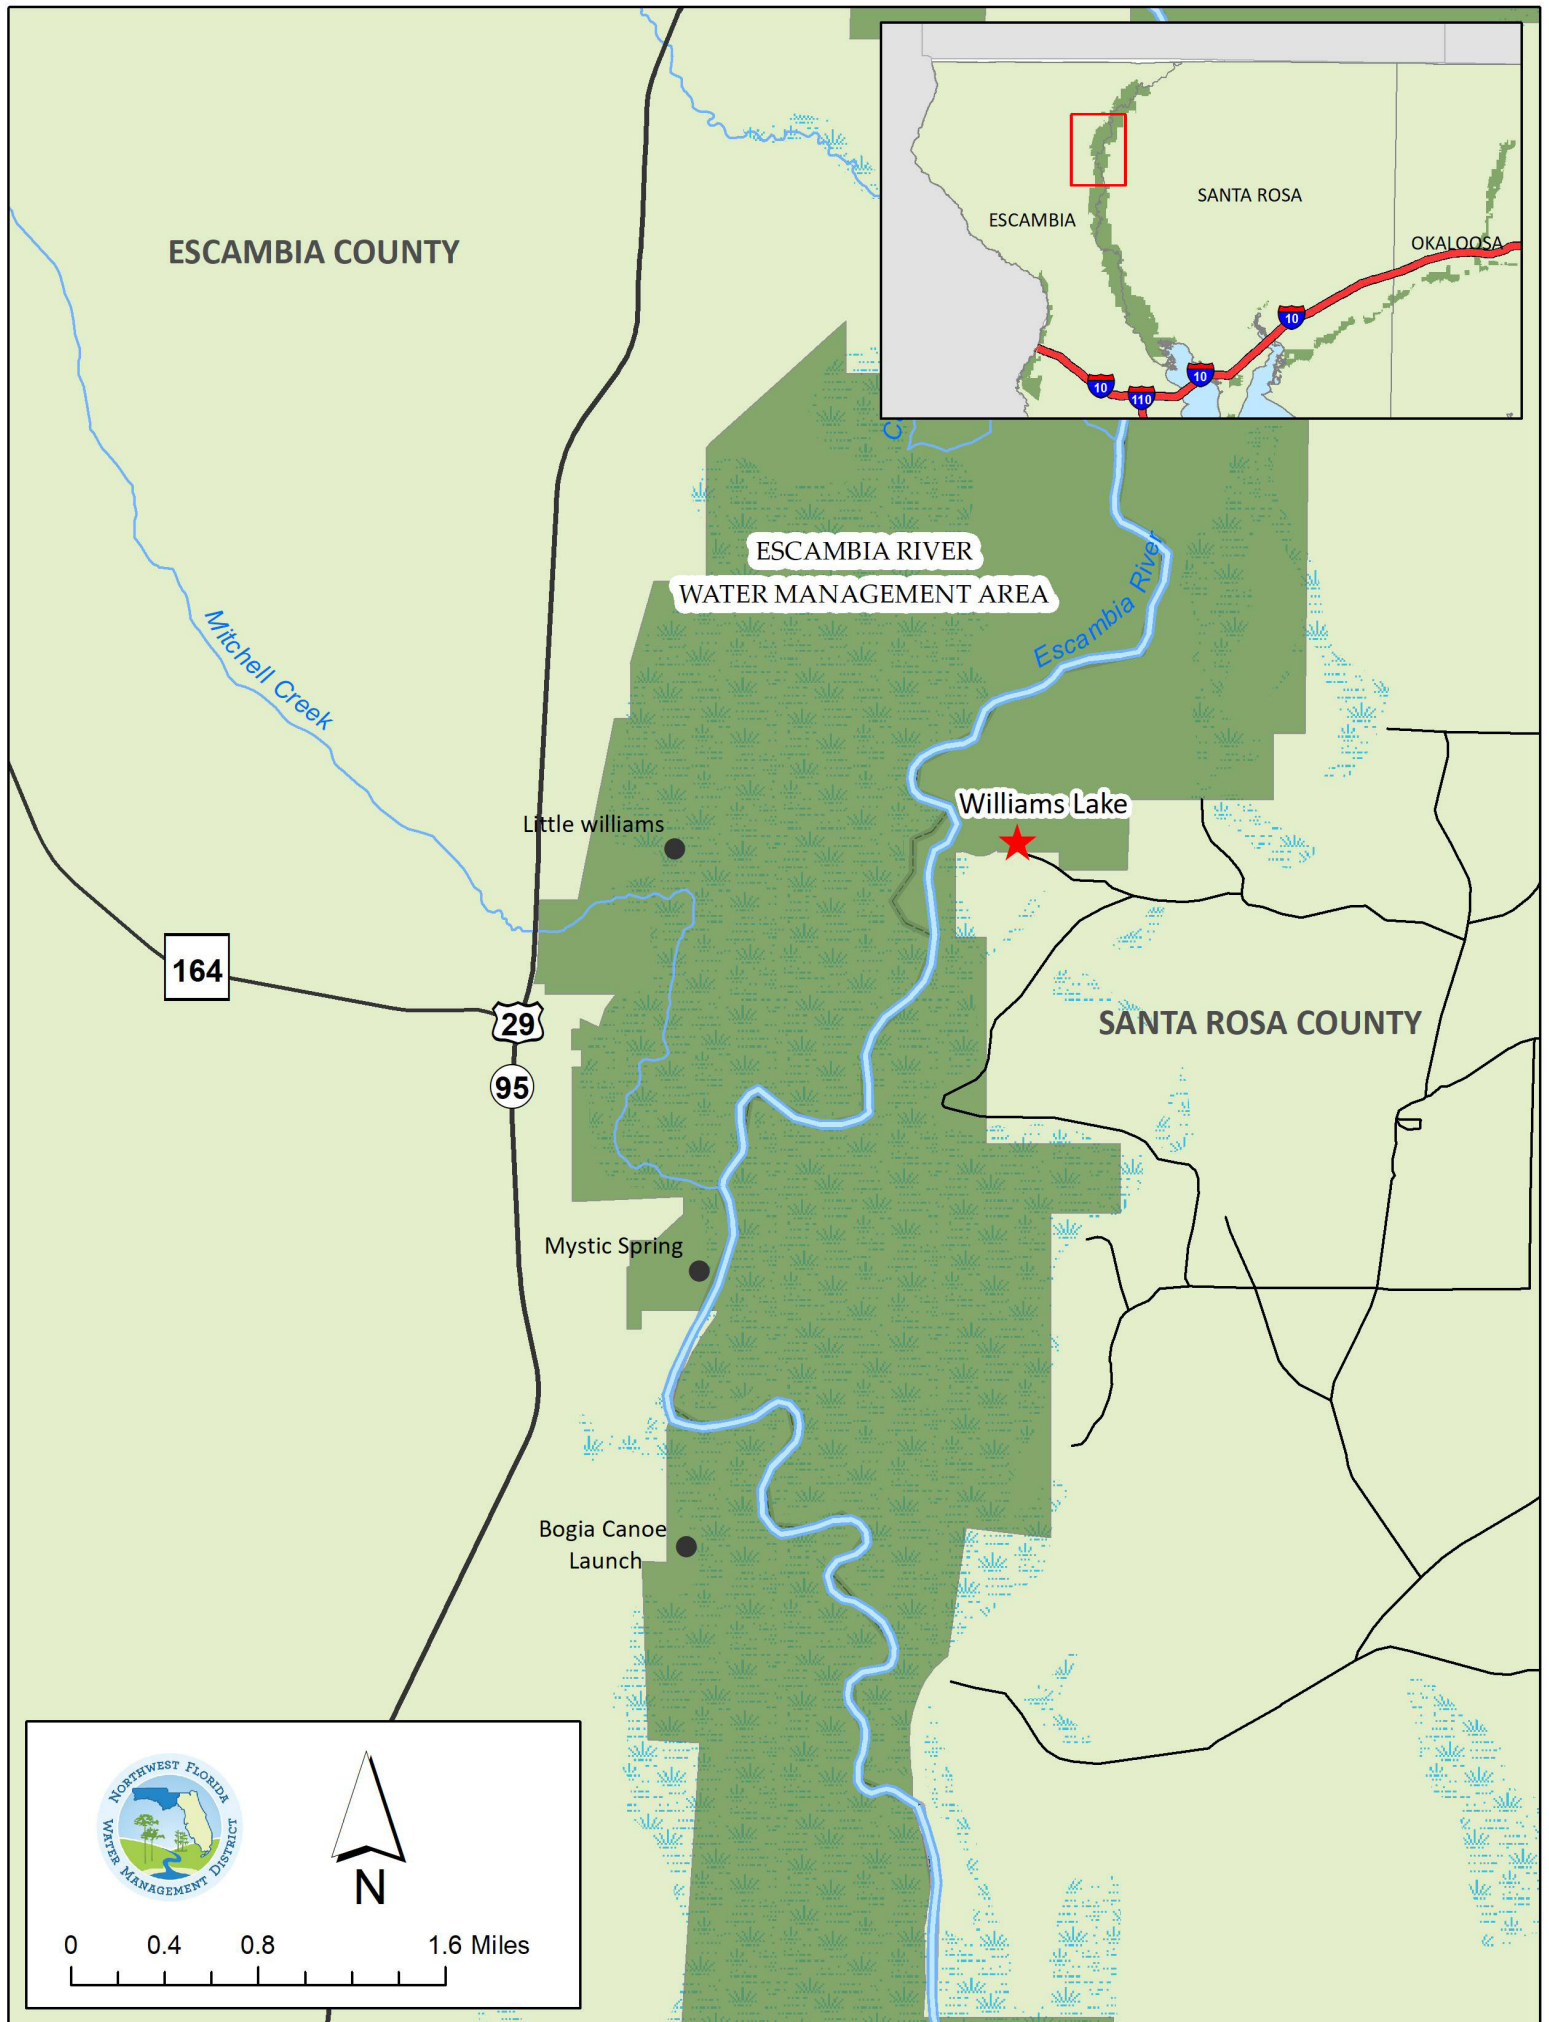 ESCAMBIA COUNTY
ESCAMBIA
SANTA ROSA
OKALOOSA
10
10
10
110
ESCAMBIA RIVER
WATER MANAGEMENT AREA
Escambia River
Mitchell Creek
Williams Lake
Little williams
164
29
95
SANTA ROSA COUNTY
Mystic Spring
Bogia Canoe
Launch
NORTHWEST FLORIDA
WATER MANAGEMENT DISTRICT
N
0 0.4 0.8 1.6 Miles